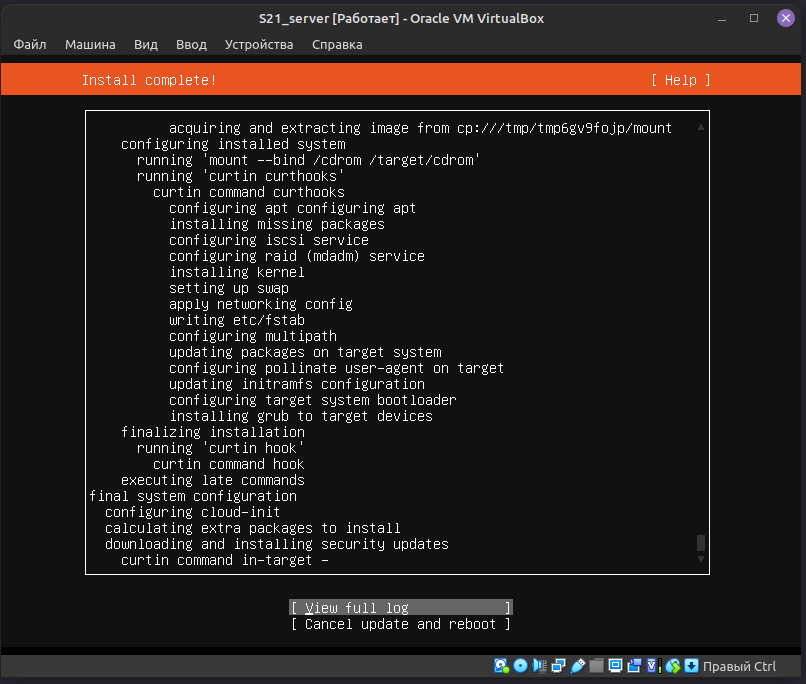 S21_server [Работает] - Oracle VM VirtualBox
Файл Машина Вид Ввод Устройства Справка
Install complete! [ Help ]
acquiring and extracting image from cp:///tmp/tmp6gv9fojp/mount
configuring installed system
running 'mount --bind /cdrom /target/cdrom'
running 'curtin curthooks'
curtin command curthooks
configuring apt configuring apt
installing missing packages
configuring iscsi service
configuring raid (mdadm) service
installing kernel
setting up swap
apply networking config
writing etc/fstab
configuring multipath
updating packages on target system
configuring pollinate user-agent on target
updating initramfs configuration
configuring target system bootloader
installing grub to target devices
finalizing installation
running 'curtin hook'
curtin command hook
executing late commands
final system configuration
configuring cloud-init
calculating extra packages to install
downloading and installing security updates
curtin command in-target -
[ View full log ]
[ Cancel update and reboot ]
Правый Ctrl